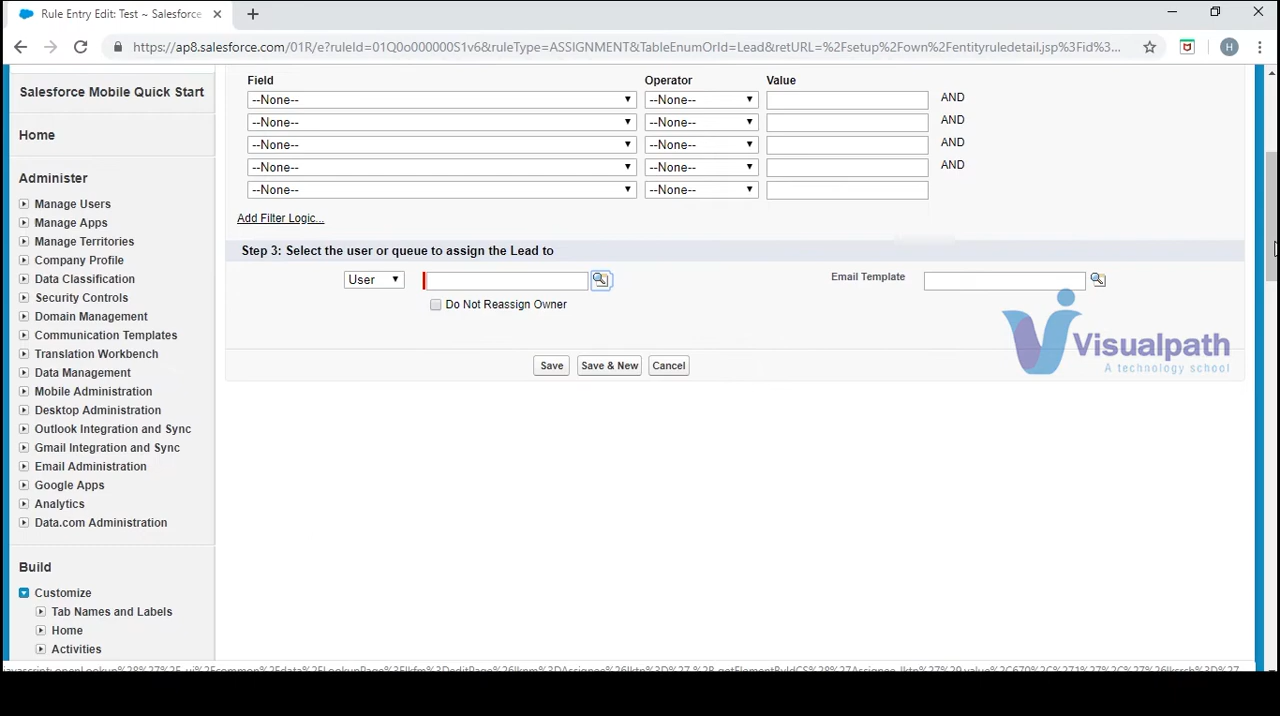 Rule Entry Edit: Test ~ Salesforce
https://ap8.salesforce.com/01R/e?ruleId=01Q0o000000S1v6&ruleType=ASSIGNMENT&TableEnumOrId=Lead&retURL=%2Fsetup%2Fown%2Fentityruledetail.jsp%3Fid%3...
H
Salesforce Mobile Quick Start
Home
Administer
Manage Users
Manage Apps
Manage Territories
Company Profile
Data Classification
Security Controls
Domain Management
Communication Templates
Translation Workbench
Data Management
Mobile Administration
Desktop Administration
Outlook Integration and Sync
Gmail Integration and Sync
Email Administration
Google Apps
Analytics
Data.com Administration
Build
Customize
Tab Names and Labels
Home
Activities
Field Operator Value
--None-- --None-- AND
--None-- --None-- AND
--None-- --None-- AND
--None-- --None-- AND
--None-- --None--
Add Filter Logic...
Step 3: Select the user or queue to assign the Lead to
User Email Template
Do Not Reassign Owner
Visualpath
A technology school
Save Save & New Cancel